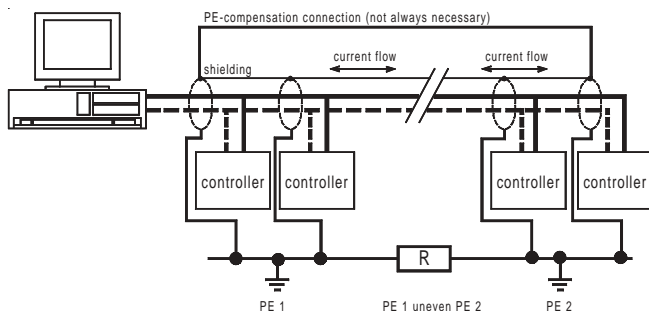 PE-compensation connection (not always necessary)
current flow
current flow
shielding
controller
controller
controller
controller
R
PE 1
PE 1 uneven PE 2
PE 2